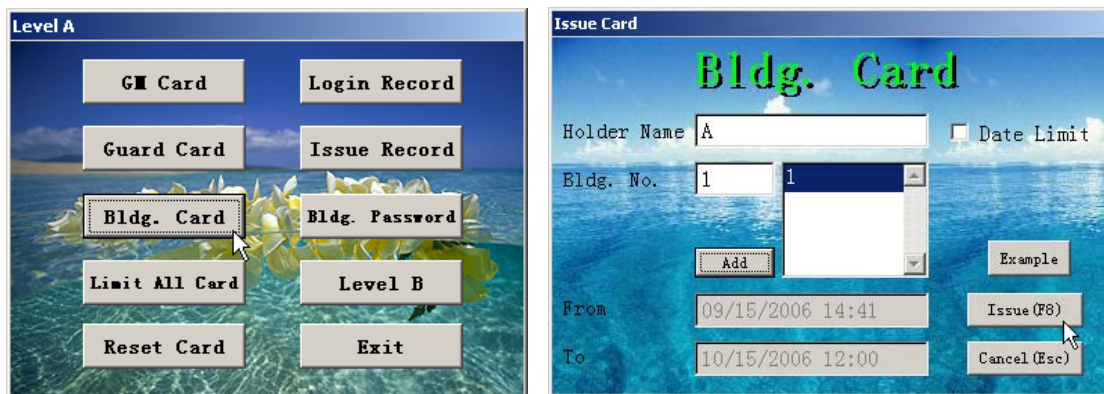 Level A
GM Card
Login Record
Guard Card
Issue Record
Bldg. Card
Bldg. Password
Limit All Card
Level B
Reset Card
Exit
Issue Card
Bldg. Card
Holder Name A
Date Limit
Bldg. No. 1 1
Add
Example
From 09/15/2006 14:41
Issue(F8)
To 10/15/2006 12:00
Cancel(Esc)